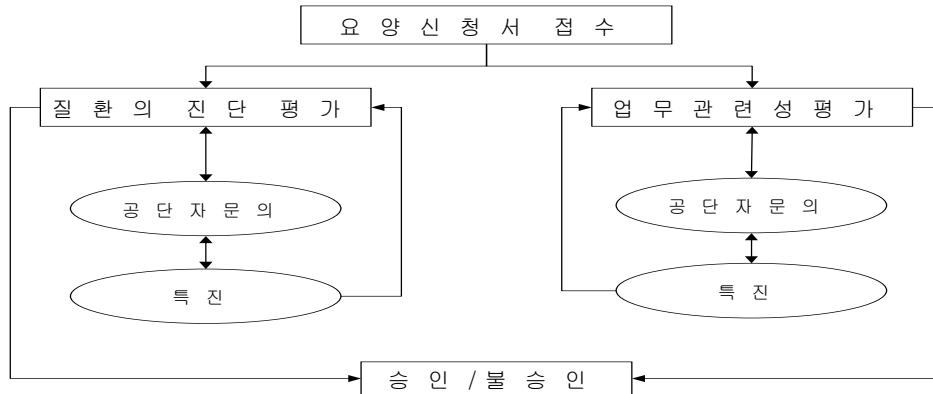 요양신청서 접수
질환의 진단 평가
업무관련성평가
공단자문의
공단자문의
특진
특진
승인/불승인